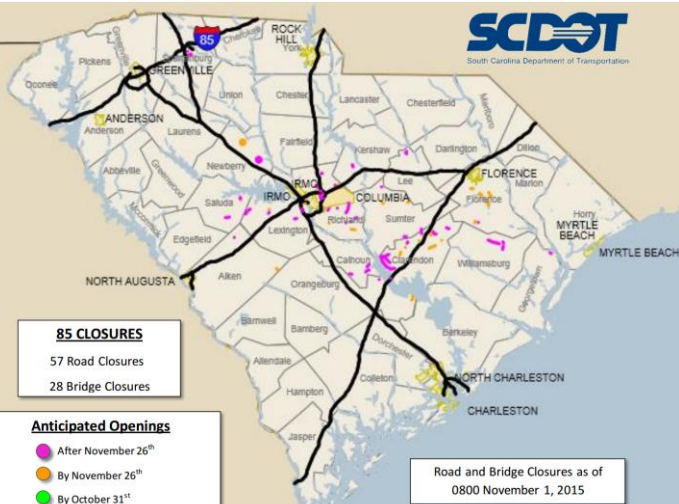 SCDOT
South Carolina Department of Transportation
85
ROCK
HILL
York
Cherokee
Greenville
GREENVILLE
Pickens
Oconee
Union
Chester
Lancaster
Chesterfield
Marlboro
ANDERSON
Anderson
Laurens
Fairfield
Kershaw
Darlington
Dillon
Abbeville
Greenwood
Newberry
Lee
FLORENCE
Marion
Florence
McCormick
Saluda
IRMO
IRMO
COLUMBIA
Richland
Sumter
Horry
MYRTLE
BEACH
MYRTLE BEACH
Edgefield
Lexington
Calhoun
Clarendon
Williamsburg
Georgetown
NORTH AUGUSTA
Aiken
Orangeburg
Barnwell
Bamberg
Berkeley
Dorchester
Allendale
Colleton
NORTH CHARLESTON
CHARLESTON
Hampton
Jasper
85 CLOSURES
57 Road Closures
28 Bridge Closures
Anticipated Openings
After November 26th
By November 26th
By October 31st
Road and Bridge Closures as of
0800 November 1, 2015